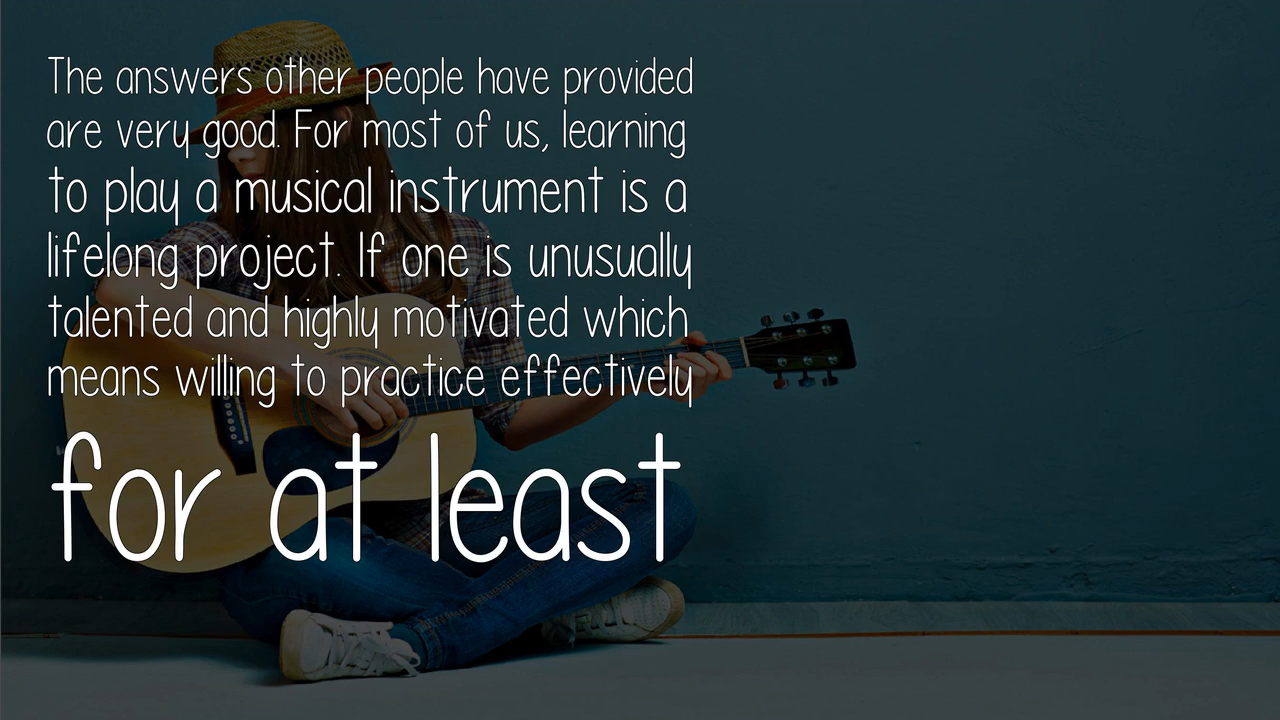 The answers other people have provided
are very good. For most of us, learning
to play a musical instrument is a
lifelong project. If one is unusually
talented and highly motivated which
means willing to practice effectively
for at least